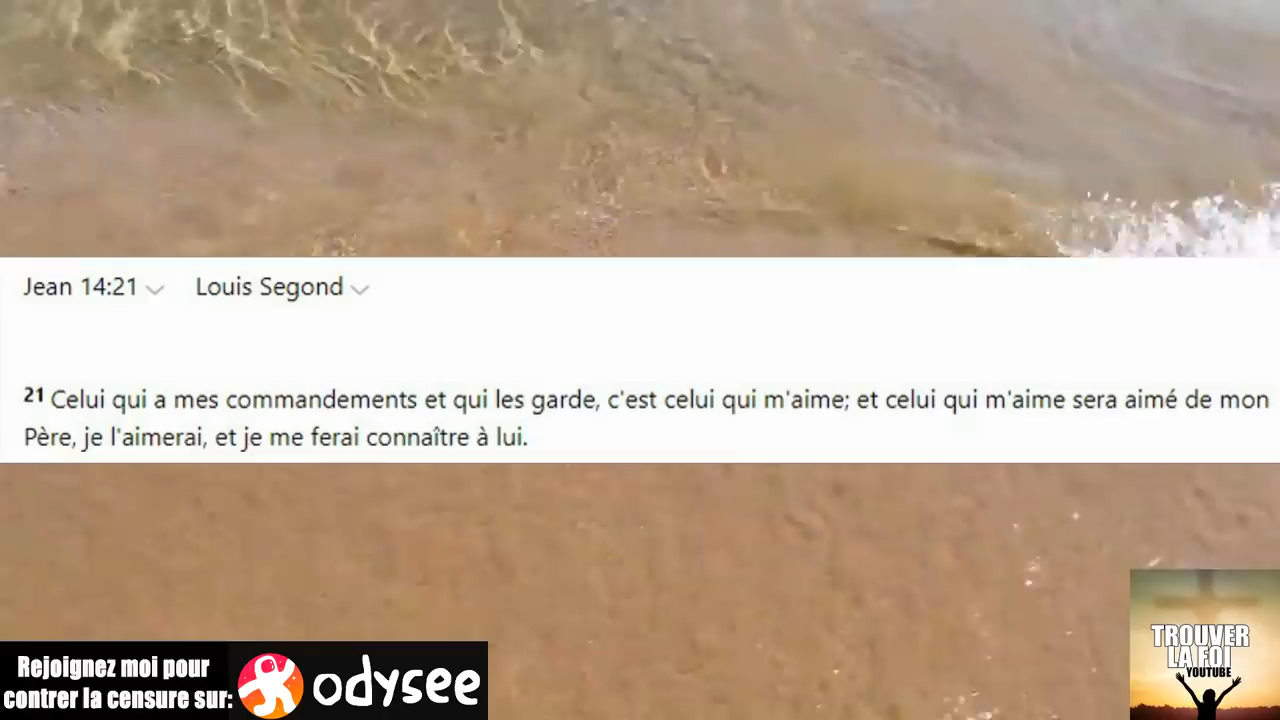 Jean 14:21 Louis Segond
21 Celui qui a mes commandements et qui les garde, c'est celui qui m'aime; et celui qui m'aime sera aimé de mon
Père, je l'aimerai, et je me ferai connaître à lui.
Rejoignez moi pour
contrer la censure sur:
odysee
TROUVER
LA FOI
YOUTUBE